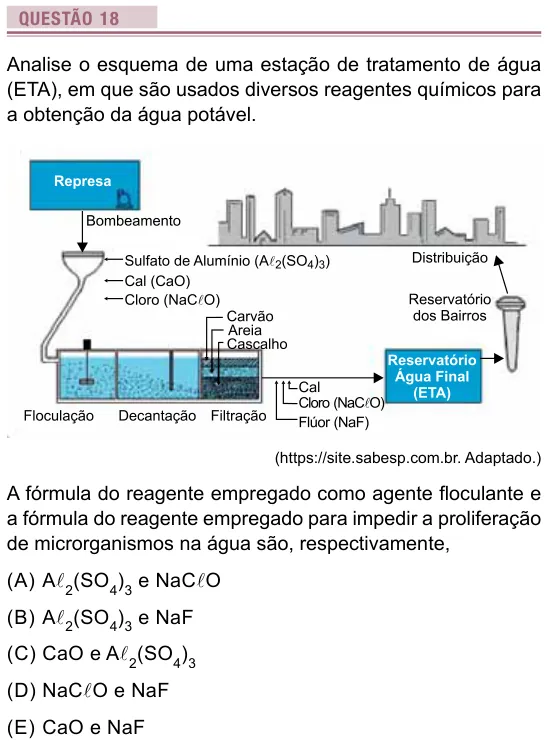 QUESTÃO 18
Analise o esquema de uma estação de tratamento de água
(ETA), em que são usados diversos reagentes químicos para
a obtenção da água potável.
Represa
Bombeamento
Sulfato de Alumínio (Aℓ₂(SO₄)₃)
Cal (CaO)
Cloro (NaCℓO)
Distribuição
Reservatório
dos Bairros
Carvão
Areia
Cascalho
Floculação
Decantação
Filtração
Cal
Cloro (NaCℓO)
Flúor (NaF)
Reservatório
Água Final
(ETA)
(https://site.sabesp.com.br. Adaptado.)
A fórmula do reagente empregado como agente floculante e
a fórmula do reagente empregado para impedir a proliferação
de microrganismos na água são, respectivamente,
(A) Aℓ₂(SO₄)₃ e NaCℓO
(B) Aℓ₂(SO₄)₃ e NaF
(C) CaO e Aℓ₂(SO₄)₃
(D) NaCℓO e NaF
(E) CaO e NaF